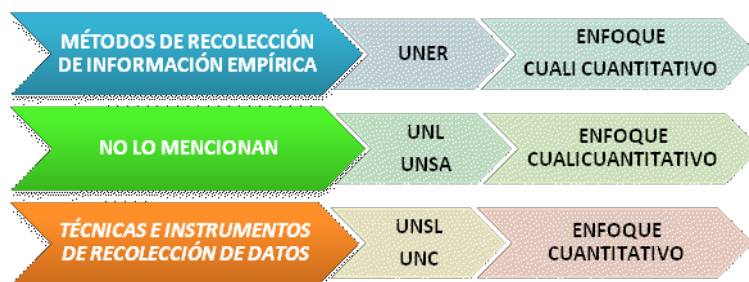 MÉTODOS DE RECOLECCIÓN
DE INFORMACIÓN EMPÍRICA
UNER
ENFOQUE
CUALI CUANTITATIVO
NO LO MENCIONAN
UNL
UNSA
ENFOQUE
CUALICUANTITATIVO
TÉCNICAS E INSTRUMENTOS
DE RECOLECCIÓN DE DATOS
UNSL
UNC
ENFOQUE
CUANTITATIVO